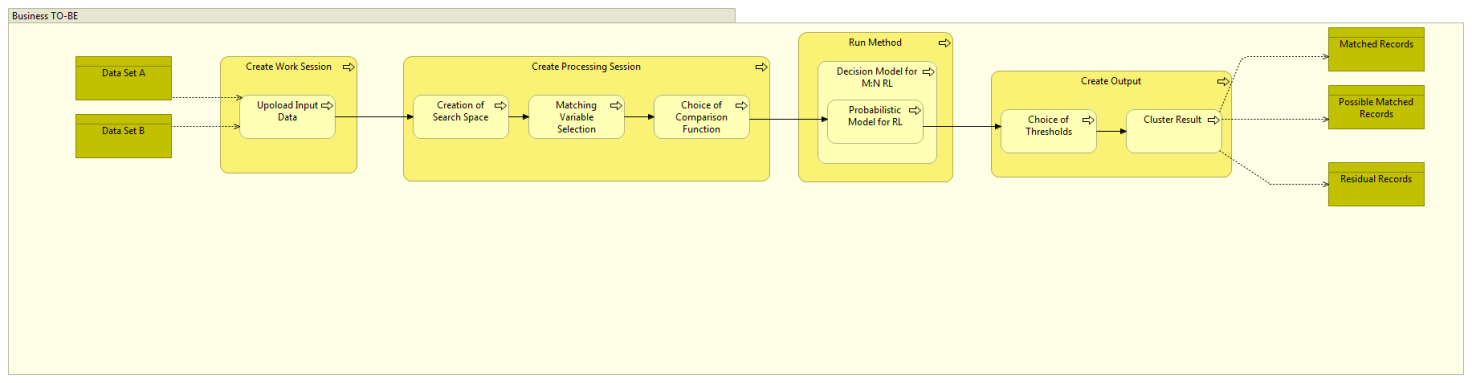 Business TO-BE
Data Set A
Data Set B
Create Work Session
Upoload Input
Data
Create Processing Session
Creation of
Search Space
Matching
Variable
Selection
Choice of
Comparison
Function
Run Method
Decision Model for
M:N RL
Probabilistic
Model for RL
Create Output
Choice of
Thresholds
Cluster Result
Matched Records
Possible Matched
Records
Residual Records